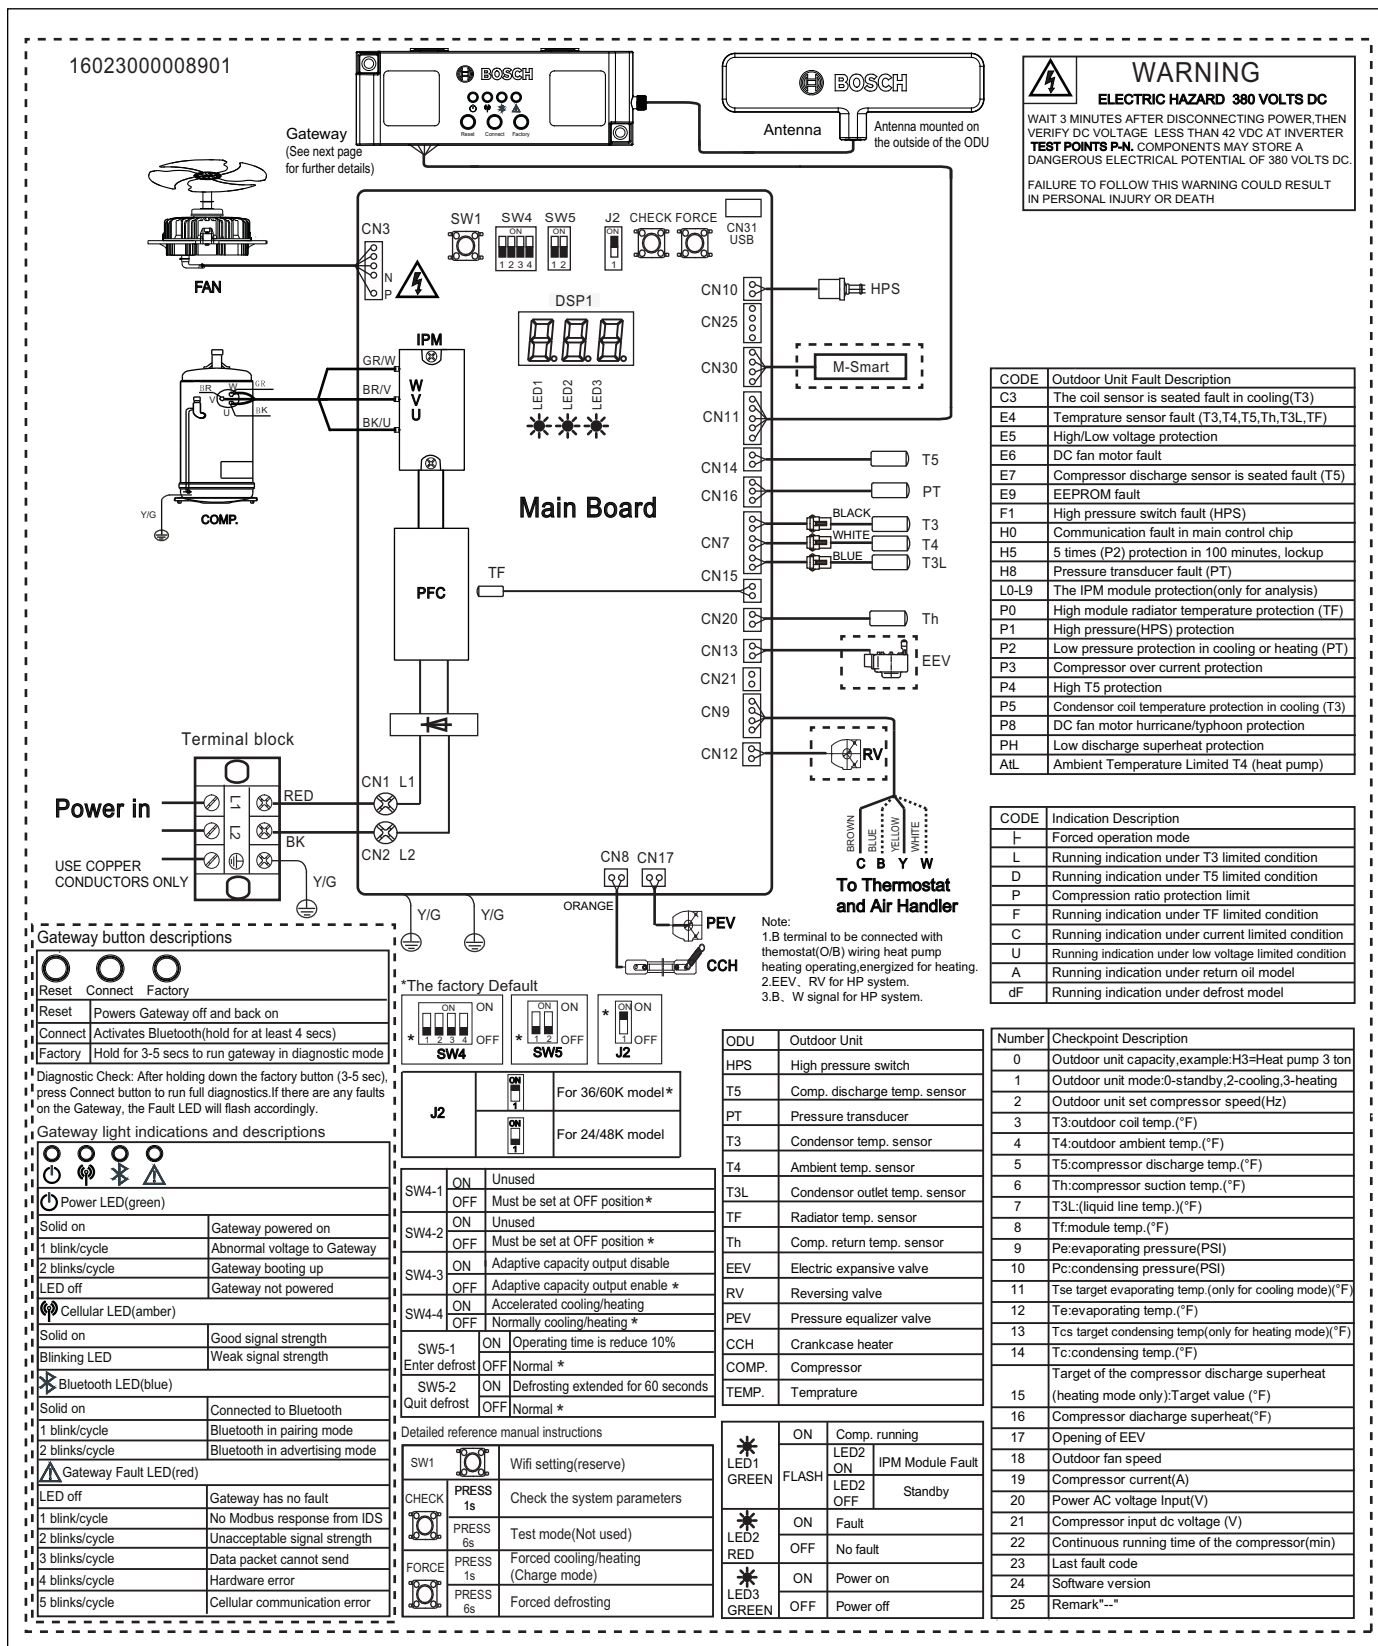 16023000008901
BOSCH
Reset Connect Factory
Gateway
(See next page
for further details)
BOSCH
Antenna
Antenna mounted on
the outside of the ODU
WARNING
ELECTRIC HAZARD 380 VOLTS DC
WAIT 3 MINUTES AFTER DISCONNECTING POWER,THEN
VERIFY DC VOLTAGE LESS THAN 42 VDC AT INVERTER
TEST POINTS P-N. COMPONENTS MAY STORE A
DANGEROUS ELECTRICAL POTENTIAL OF 380 VOLTS DC.
FAILURE TO FOLLOW THIS WARNING COULD RESULT
IN PERSONAL INJURY OR DEATH
FAN
CN3
N
P
SW1
SW4
ON
1 2 3 4
SW5
ON
1 2
J2
ON
1
CHECK FORCE
CN31
USB
DSP1
LED1
LED2
LED3
IPM
W
V
U
GR/W
BR/V
BK/U
BR
W
GR
V
U
BK
Y/G
COMP.
Main Board
PFC
TF
CN10
HPS
CN25
CN30
M-Smart
CN11
CN14
T5
CN16
PT
CN7
BLACK
T3
WHITE
T4
BLUE
T3L
CN15
CN20
Th
CN13
EEV
CN21
CN9
CN12
RV
Terminal block
Power in
L1
L2
RED
BK
Y/G
CN1 L1
CN2 L2
USE COPPER
CONDUCTORS ONLY
Y/G
Y/G
CN8 CN17
ORANGE
PEV
CCH
BROWN
BLUE
YELLOW
WHITE
C B Y W
To Thermostat
and Air Handler
Note:
1.B terminal to be connected with
themostat(O/B) wiring heat pump
heating operating,energized for heating.
2.EEV、RV for HP system.
3.B、W signal for HP system.
CODE Outdoor Unit Fault Description
C3 The coil sensor is seated fault in cooling(T3)
E4 Temprature sensor fault (T3,T4,T5,Th,T3L,TF)
E5 High/Low voltage protection
E6 DC fan motor fault
E7 Compressor discharge sensor is seated fault (T5)
E9 EEPROM fault
F1 High pressure switch fault (HPS)
H0 Communication fault in main control chip
H5 5 times (P2) protection in 100 minutes, lockup
H8 Pressure transducer fault (PT)
L0-L9 The IPM module protection(only for analysis)
P0 High module radiator temperature protection (TF)
P1 High pressure(HPS) protection
P2 Low pressure protection in cooling or heating (PT)
P3 Compressor over current protection
P4 High T5 protection
P5 Condensor coil temperature protection in cooling (T3)
P8 DC fan motor hurricane/typhoon protection
PH Low discharge superheat protection
AtL Ambient Temperature Limited T4 (heat pump)
CODE Indication Description
├ Forced operation mode
L Running indication under T3 limited condition
D Running indication under T5 limited condition
P Compression ratio protection limit
F Running indication under TF limited condition
C Running indication under current limited condition
U Running indication under low voltage limited condition
A Running indication under return oil model
dF Running indication under defrost model
Gateway button descriptions
Reset Connect Factory
Reset Powers Gateway off and back on
Connect Activates Bluetooth(hold for at least 4 secs)
Factory Hold for 3-5 secs to run gateway in diagnostic mode
Diagnostic Check: After holding down the factory button (3-5 sec),
press Connect button to run full diagnostics.If there are any faults
on the Gateway, the Fault LED will flash accordingly.
Gateway light indications and descriptions
Power LED(green)
Solid on Gateway powered on
1 blink/cycle Abnormal voltage to Gateway
2 blinks/cycle Gateway booting up
LED off Gateway not powered
Cellular LED(amber)
Solid on Good signal strength
Blinking LED Weak signal strength
Bluetooth LED(blue)
Solid on Connected to Bluetooth
1 blink/cycle Bluetooth in pairing mode
2 blinks/cycle Bluetooth in advertising mode
Gateway Fault LED(red)
LED off Gateway has no fault
1 blink/cycle No Modbus response from IDS
2 blinks/cycle Unacceptable signal strength
3 blinks/cycle Data packet cannot send
4 blinks/cycle Hardware error
5 blinks/cycle Cellular communication error
*The factory Default
ON ON
* 1 2 3 4 OFF
SW4
ON ON
* 1 2 OFF
SW5
* ON ON
1 OFF
J2
J2
ON 1 For 36/60K model*
ON 1 For 24/48K model
SW4-1 ON Unused
OFF Must be set at OFF position*
SW4-2 ON Unused
OFF Must be set at OFF position *
SW4-3 ON Adaptive capacity output disable
OFF Adaptive capacity output enable *
SW4-4 ON Accelerated cooling/heating
OFF Normally cooling/heating *
SW5-1 Enter defrost ON Operating time is reduce 10%
OFF Normal *
SW5-2 Quit defrost ON Defrosting extended for 60 seconds
OFF Normal *
Detailed reference manual instructions
SW1 Wifi setting(reserve)
CHECK PRESS 1s Check the system parameters
PRESS 6s Test mode(Not used)
FORCE PRESS 1s Forced cooling/heating (Charge mode)
PRESS 6s Forced defrosting
ODU Outdoor Unit
HPS High pressure switch
T5 Comp. discharge temp. sensor
PT Pressure transducer
T3 Condensor temp. sensor
T4 Ambient temp. sensor
T3L Condensor outlet temp. sensor
TF Radiator temp. sensor
Th Comp. return temp. sensor
EEV Electric expansive valve
RV Reversing valve
PEV Pressure equalizer valve
CCH Crankcase heater
COMP. Compressor
TEMP. Temprature
LED1 GREEN ON Comp. running
FLASH LED2 ON IPM Module Fault
LED2 OFF Standby
LED2 RED ON Fault
OFF No fault
LED3 GREEN ON Power on
OFF Power off
Number Checkpoint Description
0 Outdoor unit capacity,example:H3=Heat pump 3 ton
1 Outdoor unit mode:0-standby,2-cooling,3-heating
2 Outdoor unit set compressor speed(Hz)
3 T3:outdoor coil temp.(°F)
4 T4:outdoor ambient temp.(°F)
5 T5:compressor discharge temp.(°F)
6 Th:compressor suction temp.(°F)
7 T3L:(liquid line temp.)(°F)
8 Tf:module temp.(°F)
9 Pe:evaporating pressure(PSI)
10 Pc:condensing pressure(PSI)
11 Tse target evaporating temp.(only for cooling mode)(°F)
12 Te:evaporating temp.(°F)
13 Tcs target condensing temp(only for heating mode)(°F)
14 Tc:condensing temp.(°F)
Target of the compressor discharge superheat
15 (heating mode only):Target value (°F)
16 Compressor diacharge superheat(°F)
17 Opening of EEV
18 Outdoor fan speed
19 Compressor current(A)
20 Power AC voltage Input(V)
21 Compressor input dc voltage (V)
22 Continuous running time of the compressor(min)
23 Last fault code
24 Software version
25 Remark"--"